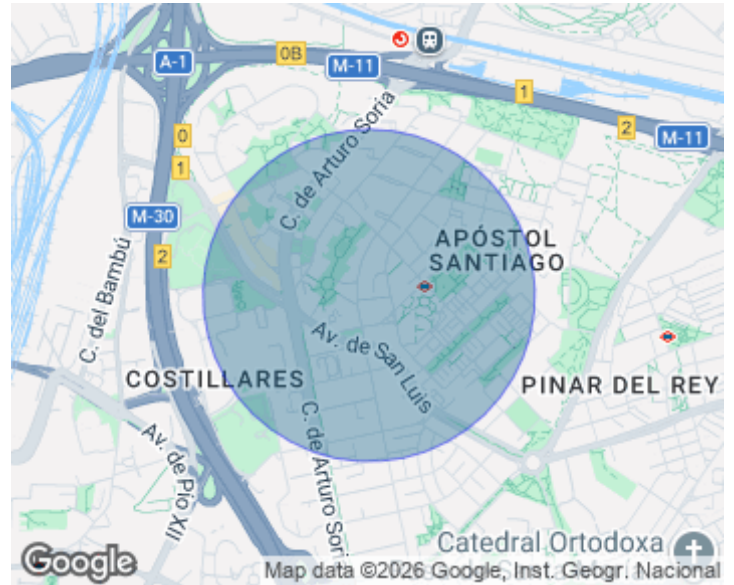 A-1
0B
M-11
1
2
M-11
C. de Arturo Soria
0
1
M-30
2
C. del Bambú
APÓSTOL
SANTIAGO
Av. de San Luis
COSTILLARES
PINAR DEL REY
Av. de Pío XII
C. de Arturo Soria
Catedral Ortodoxa
Google
Map data ©2026 Google, Inst. Geogr. Nacional